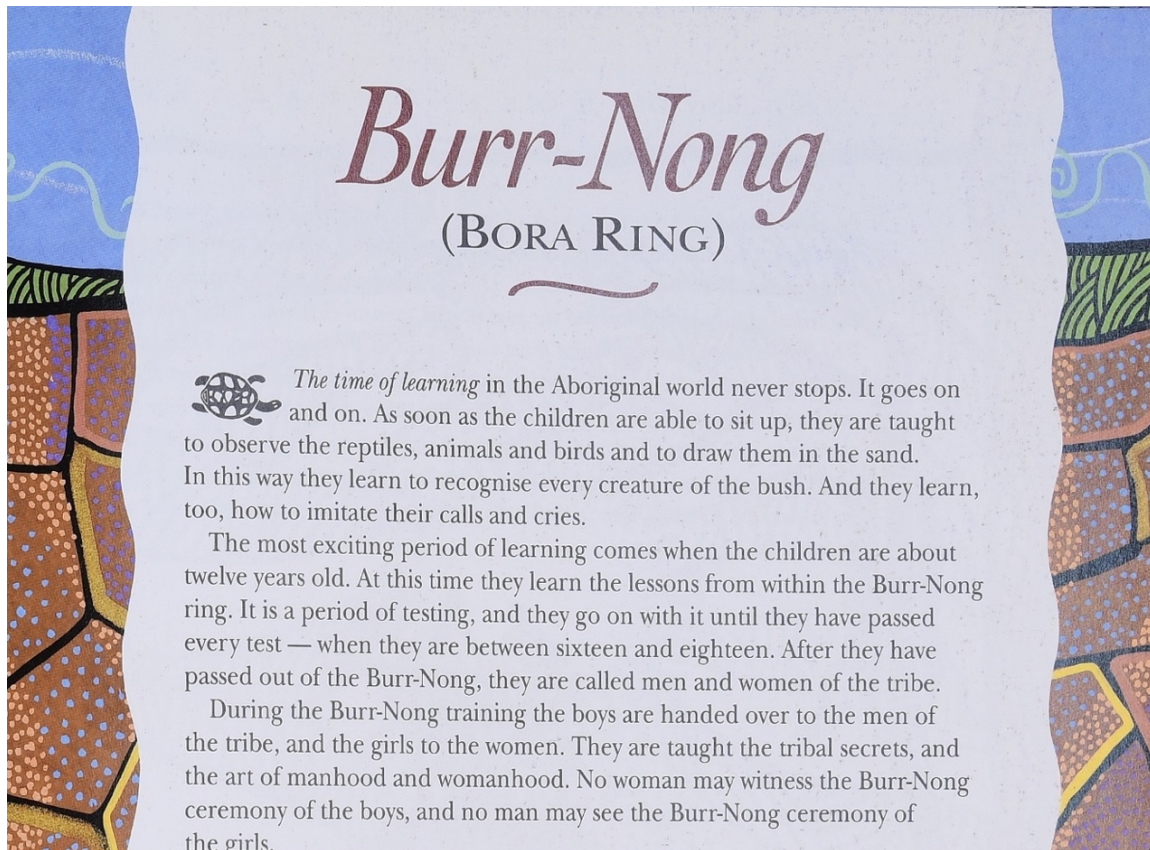 Burr-Nong
(BORA RING)
The time of learning in the Aboriginal world never stops. It goes on
and on. As soon as the children are able to sit up, they are taught
to observe the reptiles, animals and birds and to draw them in the sand.
In this way they learn to recognise every creature of the bush. And they learn,
too, how to imitate their calls and cries.
The most exciting period of learning comes when the children are about
twelve years old. At this time they learn the lessons from within the Burr-Nong
ring. It is a period of testing, and they go on with it until they have passed
every test — when they are between sixteen and eighteen. After they have
passed out of the Burr-Nong, they are called men and women of the tribe.
During the Burr-Nong training the boys are handed over to the men of
the tribe, and the girls to the women. They are taught the tribal secrets, and
the art of manhood and womanhood. No woman may witness the Burr-Nong
ceremony of the boys, and no man may see the Burr-Nong ceremony of
the girls.